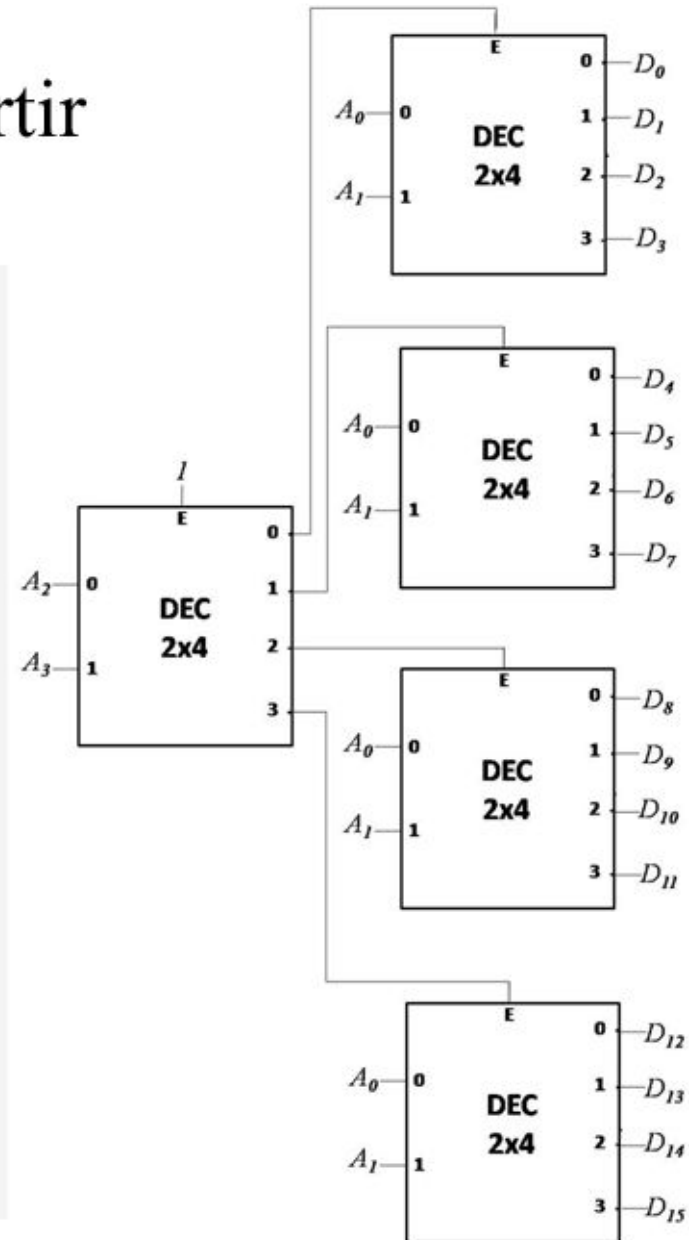 rtir
E
0 D0
A0 0
1 D1
DEC
2x4
2 D2
A1 1
3 D3
E
0 D4
A0 0
1 D5
DEC
2x4
2 D6
A1 1
3 D7
1
E
0
A2 0
1
DEC
2x4
2
A3 1
3
E
0 D8
A0 0
1 D9
DEC
2x4
2 D10
A1 1
3 D11
E
0 D12
A0 0
1 D13
DEC
2x4
2 D14
A1 1
3 D15